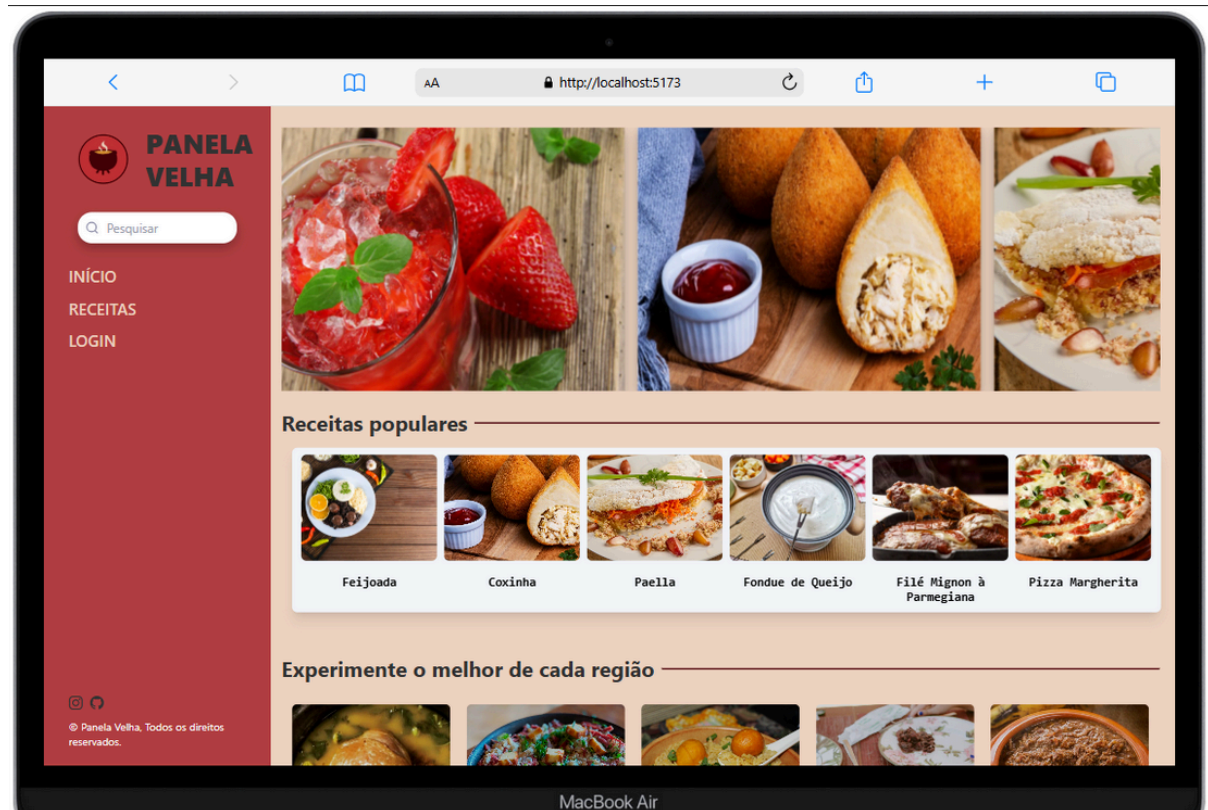 AA
http://localhost:5173
PANELA
VELHA
Pesquisar
INÍCIO
RECEITAS
LOGIN
Receitas populares
Feijoada
Coxinha
Paella
Fondue de Queijo
Filé Mignon à
Parmegiana
Pizza Margherita
Experimente o melhor de cada região
© Panela Velha, Todos os direitos
reservados.
MacBook Air